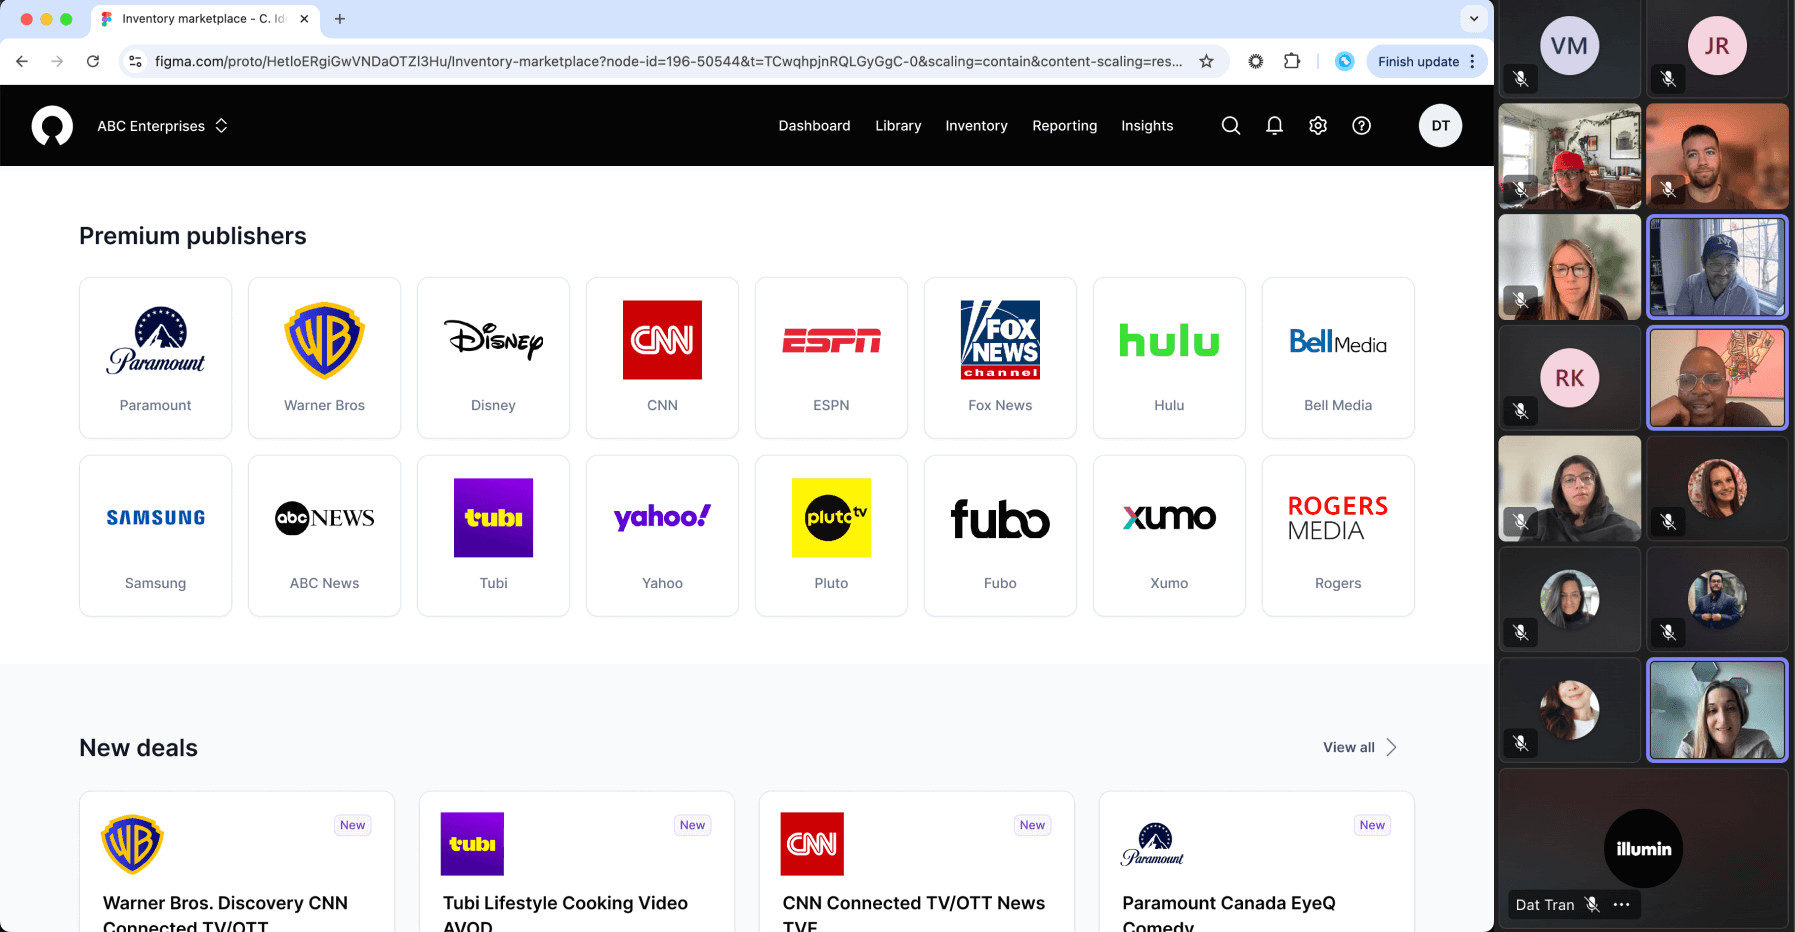 Inventory marketplace - C. Id
figma.com/proto/HetloERgiGwVNDaOTZI3Hu/Inventory-marketplace?node-id=196-50544&t=TCwqhpjnRQLGyGgC-0&scaling=contain&content-scaling=res...
Finish update
ABC Enterprises
Dashboard Library Inventory Reporting Insights
DT
Premium publishers
Paramount WB Disney CNN ESPN FOX NEWS channel hulu Bell Media
Paramount Warner Bros Disney CNN ESPN Fox News Hulu Bell Media
SAMSUNG abc NEWS tubi yahoo! pluto tv fubo xumo ROGERS MEDIA
Samsung ABC News Tubi Yahoo Pluto Fubo Xumo Rogers
New deals
View all
WB New tubi New CNN New Paramount New
Warner Bros. Discovery CNN
Connected TV/OTT
Tubi Lifestyle Cooking Video
AVOD
CNN Connected TV/OTT News
TVE
Paramount Canada EyeQ
Comedy
VM
JR
RK
illumin
Dat Tran